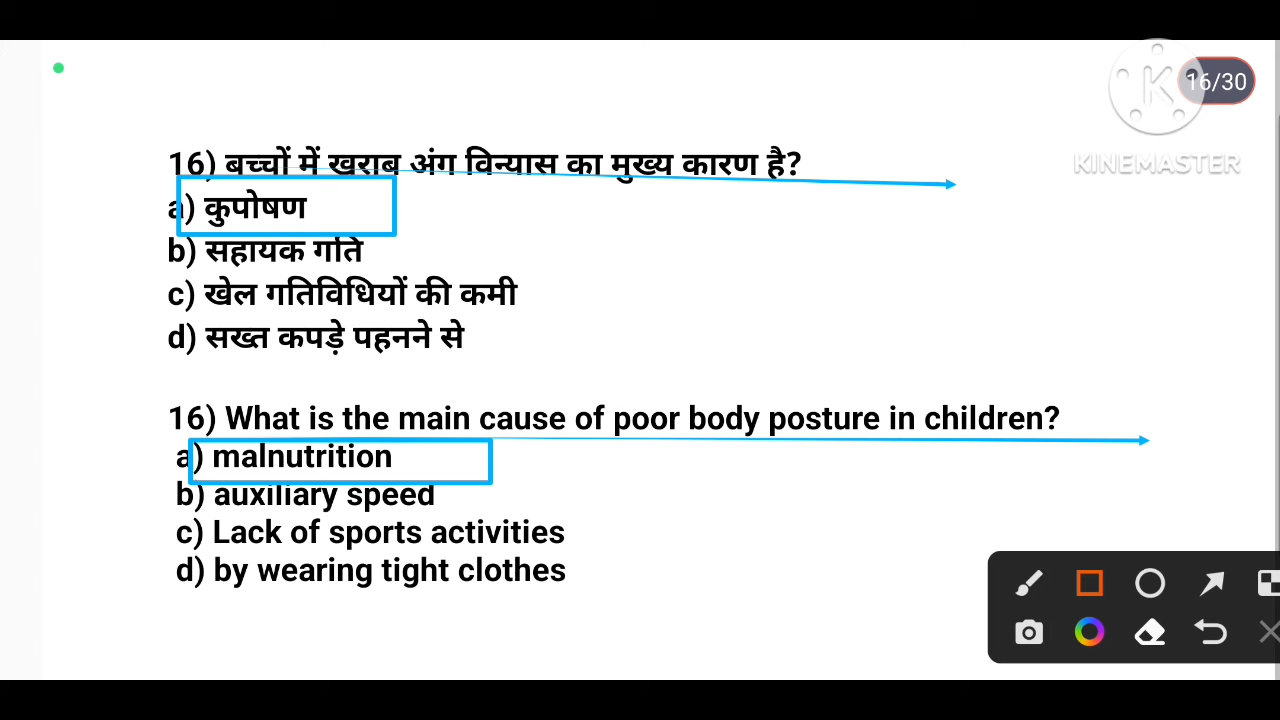 16/30
KINEMASTER
16) बच्चों में खराब अंग विन्यास का मुख्य कारण है?
a) कुपोषण
b) सहायक गति
c) खेल गतिविधियों की कमी
d) सख्त कपड़े पहनने से
16) What is the main cause of poor body posture in children?
a) malnutrition
b) auxiliary speed
c) Lack of sports activities
d) by wearing tight clothes